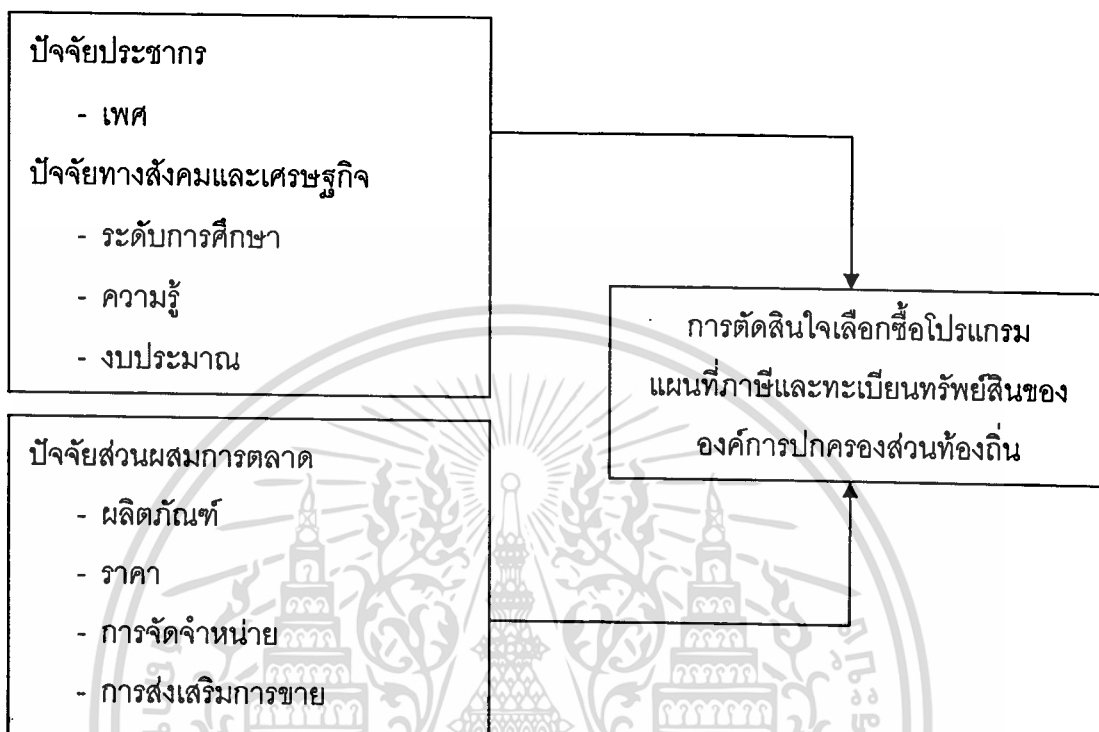 ปัจจัยประชากร
- เพศ
ปัจจัยทางสังคมและเศรษฐกิจ
- ระดับการศึกษา
- ความรู้
- งบประมาณ
ปัจจัยส่วนผสมการตลาด
- ผลิตภัณฑ์
- ราคา
- การจัดจำหน่าย
- การส่งเสริมการขาย
การตัดสินใจเลือกซื้อโปรแกรม
แผนที่ภาษีและทะเบียนทรัพย์สินของ
องค์การปกครองส่วนท้องถิ่น